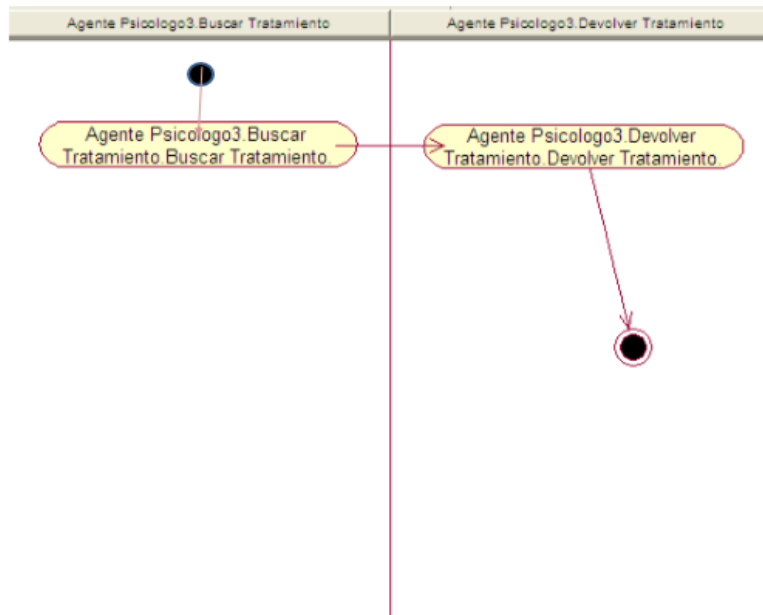 Agente Psicologo3.Buscar Tratamiento
Agente Psicologo3.Devolver Tratamiento
Agente Psicologo3.Buscar
Tratamiento.Buscar Tratamiento.
Agente Psicologo3.Devolver
Tratamiento.Devolver Tratamiento.